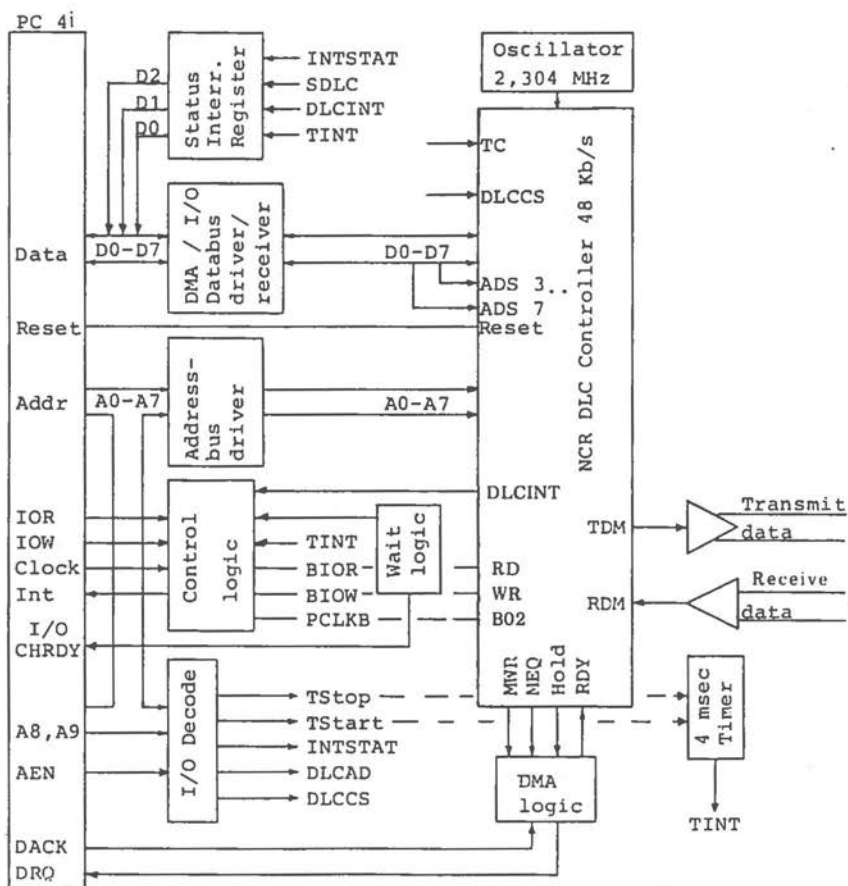 PC 4i
Oscillator
2,304 MHz
Status
Interr.
Register
D2
D1
D0
INTSTAT
SDLC
DLCINT
TINT
TC
DLCCS
NCR DLC Controller 48 Kb/s
DMA / I/O
Databus
driver/
receiver
Data
D0-D7
D0-D7
ADS 3..
ADS 7
Reset
Reset
Address-
bus
driver
Addr
A0-A7
A0-A7
DLCINT
Control
logic
Wait
logic
IOR
IOW
Clock
Int
I/O
CHRDY
TINT
BIOR
BIOW
PCLKB
RD
WR
B02
TDM
Transmit
data
RDM
Receive
data
MWR
MEQ
Hold
RDY
I/O Decode
A8,A9
AEN
TStop
TStart
INTSTAT
DLCAD
DLCCS
4 msec
Timer
DMA
logic
TINT
DACK
DRQ